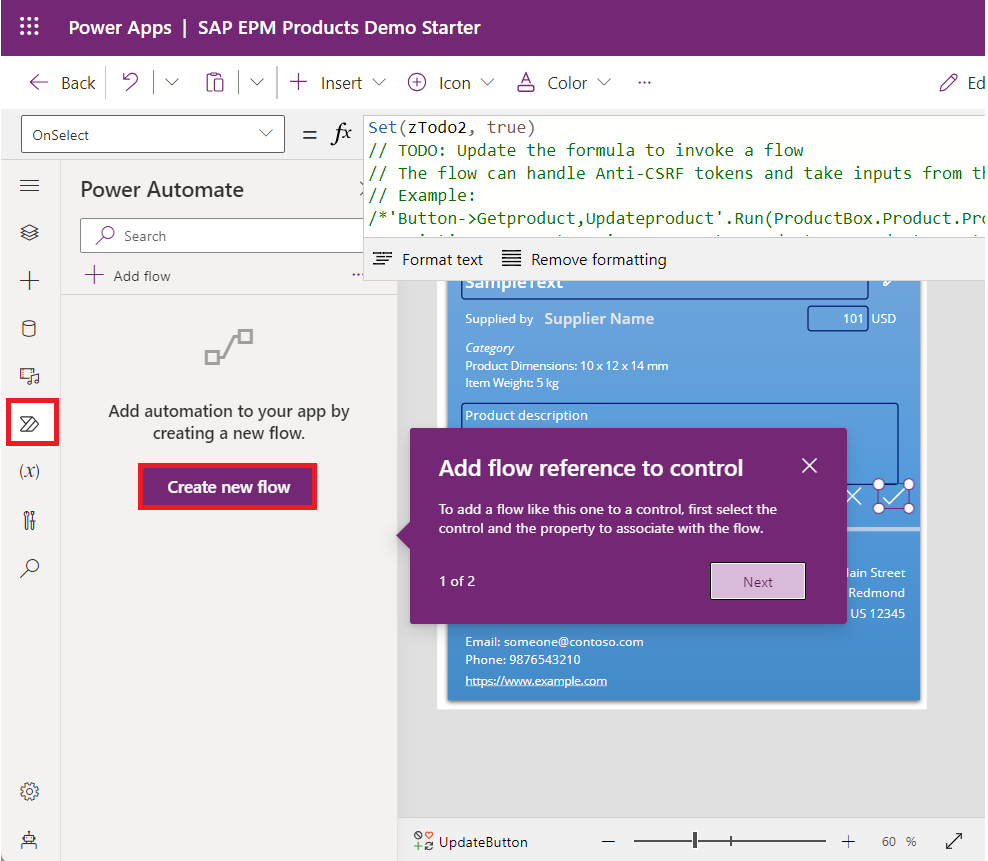 Power Apps | SAP EPM Products Demo Starter
Back
Insert
Icon
Color
...
Ed
OnSelect
= fx
Set(zTodo2, true)
// TODO: Update the formula to invoke a flow
// The flow can handle Anti-CSRF tokens and take inputs from th
// Example:
/*'Button->Getproduct,Updateproduct'.Run(ProductBox.Product.Pro
Format text
Remove formatting
Power Automate
Search
Add flow
...
Add automation to your app by
creating a new flow.
Create new flow
(x)
SampleText
Supplied by Supplier Name
101 USD
Category
Product Dimensions: 10 x 12 x 14 mm
Item Weight: 5 kg
Product description
Add flow reference to control
To add a flow like this one to a control, first select the
control and the property to associate with the flow.
1 of 2
Next
ain Street
Redmond
US 12345
Email: someone@contoso.com
Phone: 9876543210
https://www.example.com
UpdateButton
60 %